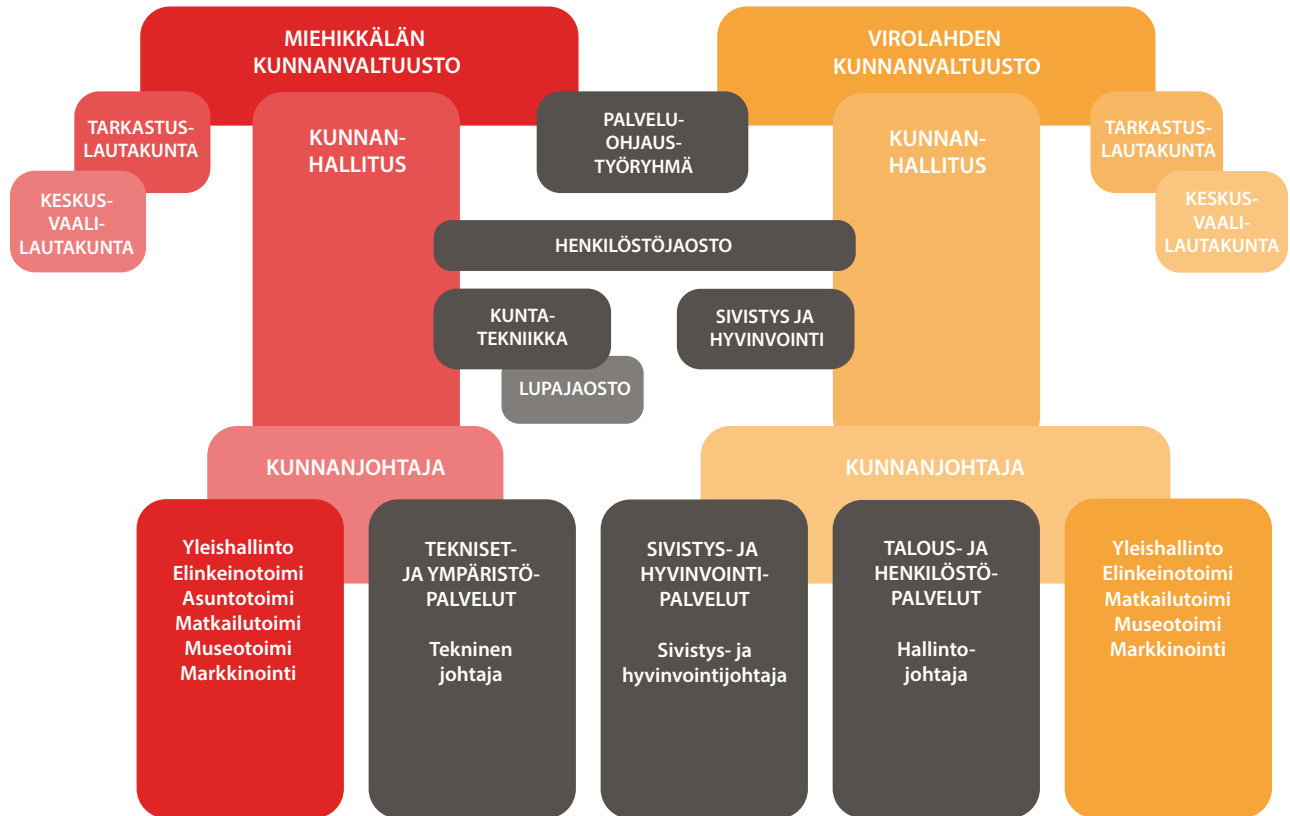 MIEHIKKÄLÄN
KUNNANVALTUUSTO
VIROLAHDEN
KUNNANVALTUUSTO
TARKASTUS-
LAUTAKUNTA
KESKUS-
VAALI-
LAUTAKUNTA
KUNNAN-
HALLITUS
PALVELU-
OHJAUS-
TYÖRYHMÄ
KUNNAN-
HALLITUS
TARKASTUS-
LAUTAKUNTA
KESKUS-
VAALI-
LAUTAKUNTA
HENKILÖSTÖJAOSTO
KUNTA-
TEKNIIKKA
SIVISTYS JA
HYVINVOINTI
LUPAJAOSTO
KUNNANJOHTAJA
KUNNANJOHTAJA
Yleishallinto
Elinkeinotoimi
Asuntotoimi
Matkailutoimi
Museotoimi
Markkinointi
TEKNISET-
JA YMPÄRISTÖ-
PALVELUT
Tekninen
johtaja
SIVISTYS- JA
HYVINVOINTI-
PALVELUT
Sivistys- ja
hyvinvointijohtaja
TALOUS- JA
HENKILÖSTÖ-
PALVELUT
Hallinto-
johtaja
Yleishallinto
Elinkeinotoimi
Matkailutoimi
Museotoimi
Markkinointi